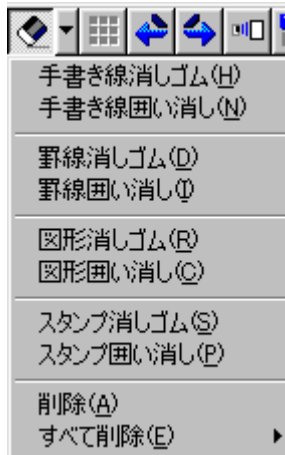 手書き線消しゴム(H)
手書き線囲い消し(N)
罫線消しゴム(D)
罫線囲い消し(I)
図形消しゴム(R)
図形囲い消し(C)
スタンプ消しゴム(S)
スタンプ囲い消し(P)
削除(A)
すべて削除(E)